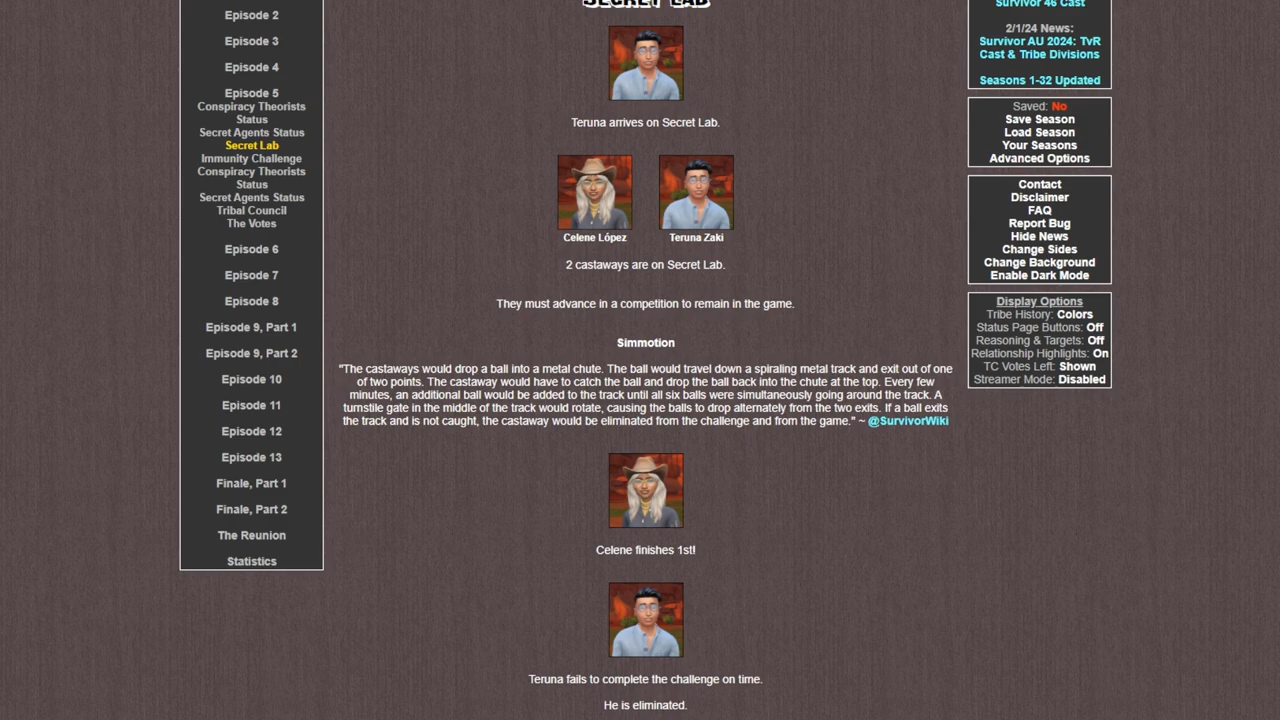 Episode 2
Episode 3
Episode 4
Episode 5
Conspiracy Theorists
Status
Secret Agents Status
Secret Lab
Immunity Challenge
Conspiracy Theorists
Status
Secret Agents Status
Tribal Council
The Votes
Episode 6
Episode 7
Episode 8
Episode 9, Part 1
Episode 9, Part 2
Episode 10
Episode 11
Episode 12
Episode 13
Finale, Part 1
Finale, Part 2
The Reunion
Statistics
SECRET LAB
Teruna arrives on Secret Lab.
Celene López
Teruna Zaki
2 castaways are on Secret Lab.
They must advance in a competition to remain in the game.
Simmotion
"The castaways would drop a ball into a metal chute. The ball would travel down a spiraling metal track and exit out of one
of two points. The castaway would have to catch the ball and drop the ball back into the chute at the top. Every few
minutes, an additional ball would be added to the track until all six balls were simultaneously going around the track. A
turnstile gate in the middle of the track would rotate, causing the balls to drop alternately from the two exits. If a ball exits
the track and is not caught, the castaway would be eliminated from the challenge and from the game." ~ @SurvivorWiki
Celene finishes 1st!
Teruna fails to complete the challenge on time.
He is eliminated.
Survivor 46 Cast
2/1/24 News:
Survivor AU 2024: TvR
Cast & Tribe Divisions
Seasons 1-32 Updated
Saved: No
Save Season
Load Season
Your Seasons
Advanced Options
Contact
Disclaimer
FAQ
Report Bug
Hide News
Change Sides
Change Background
Enable Dark Mode
Display Options
Tribe History: Colors
Status Page Buttons: Off
Reasoning & Targets: Off
Relationship Highlights: On
TC Votes Left: Shown
Streamer Mode: Disabled